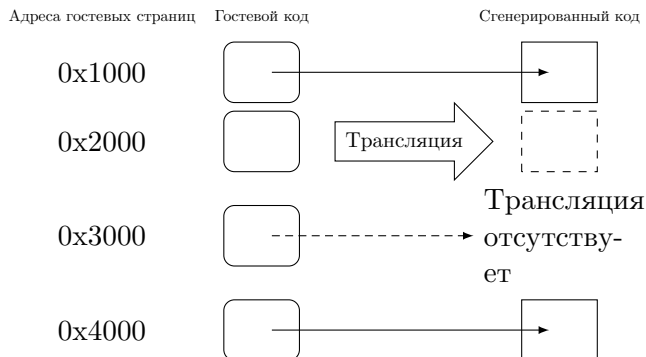 Адреса гостевых страниц Гостевой код Сгенерированный код
0x1000
0x2000 Трансляция
0x3000 Трансляция
отсутству-
ет
0x4000